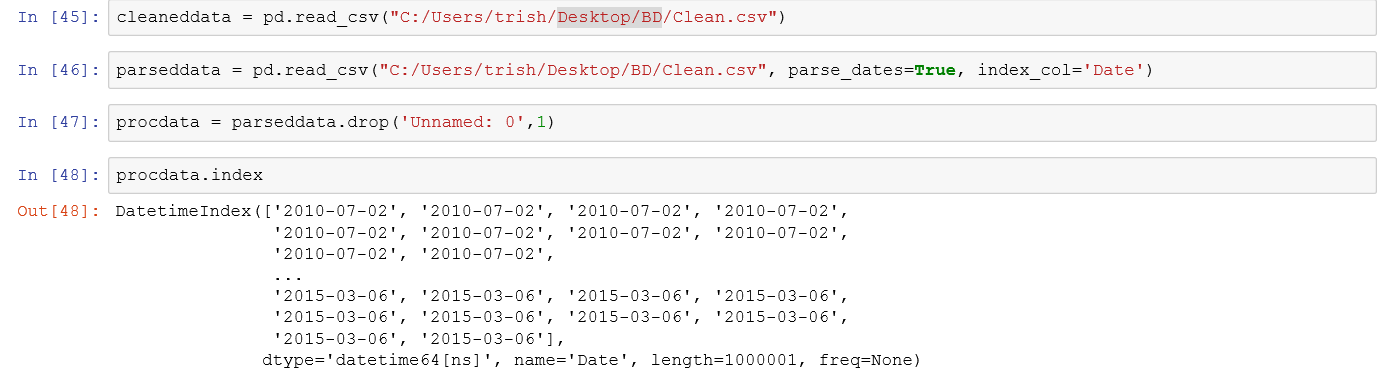 In [45]: cleaneddata = pd.read_csv("C:/Users/trish/Desktop/BD/Clean.csv")
In [46]: parseddata = pd.read_csv("C:/Users/trish/Desktop/BD/Clean.csv", parse_dates=True, index_col='Date')
In [47]: procdata = parseddata.drop('Unnamed: 0',1)
In [48]: procdata.index
Out[48]: DatetimeIndex(['2010-07-02', '2010-07-02', '2010-07-02', '2010-07-02',
'2010-07-02', '2010-07-02', '2010-07-02', '2010-07-02',
'2010-07-02', '2010-07-02',
...
'2015-03-06', '2015-03-06', '2015-03-06', '2015-03-06',
'2015-03-06', '2015-03-06', '2015-03-06', '2015-03-06',
'2015-03-06', '2015-03-06'],
dtype='datetime64[ns]', name='Date', length=1000001, freq=None)